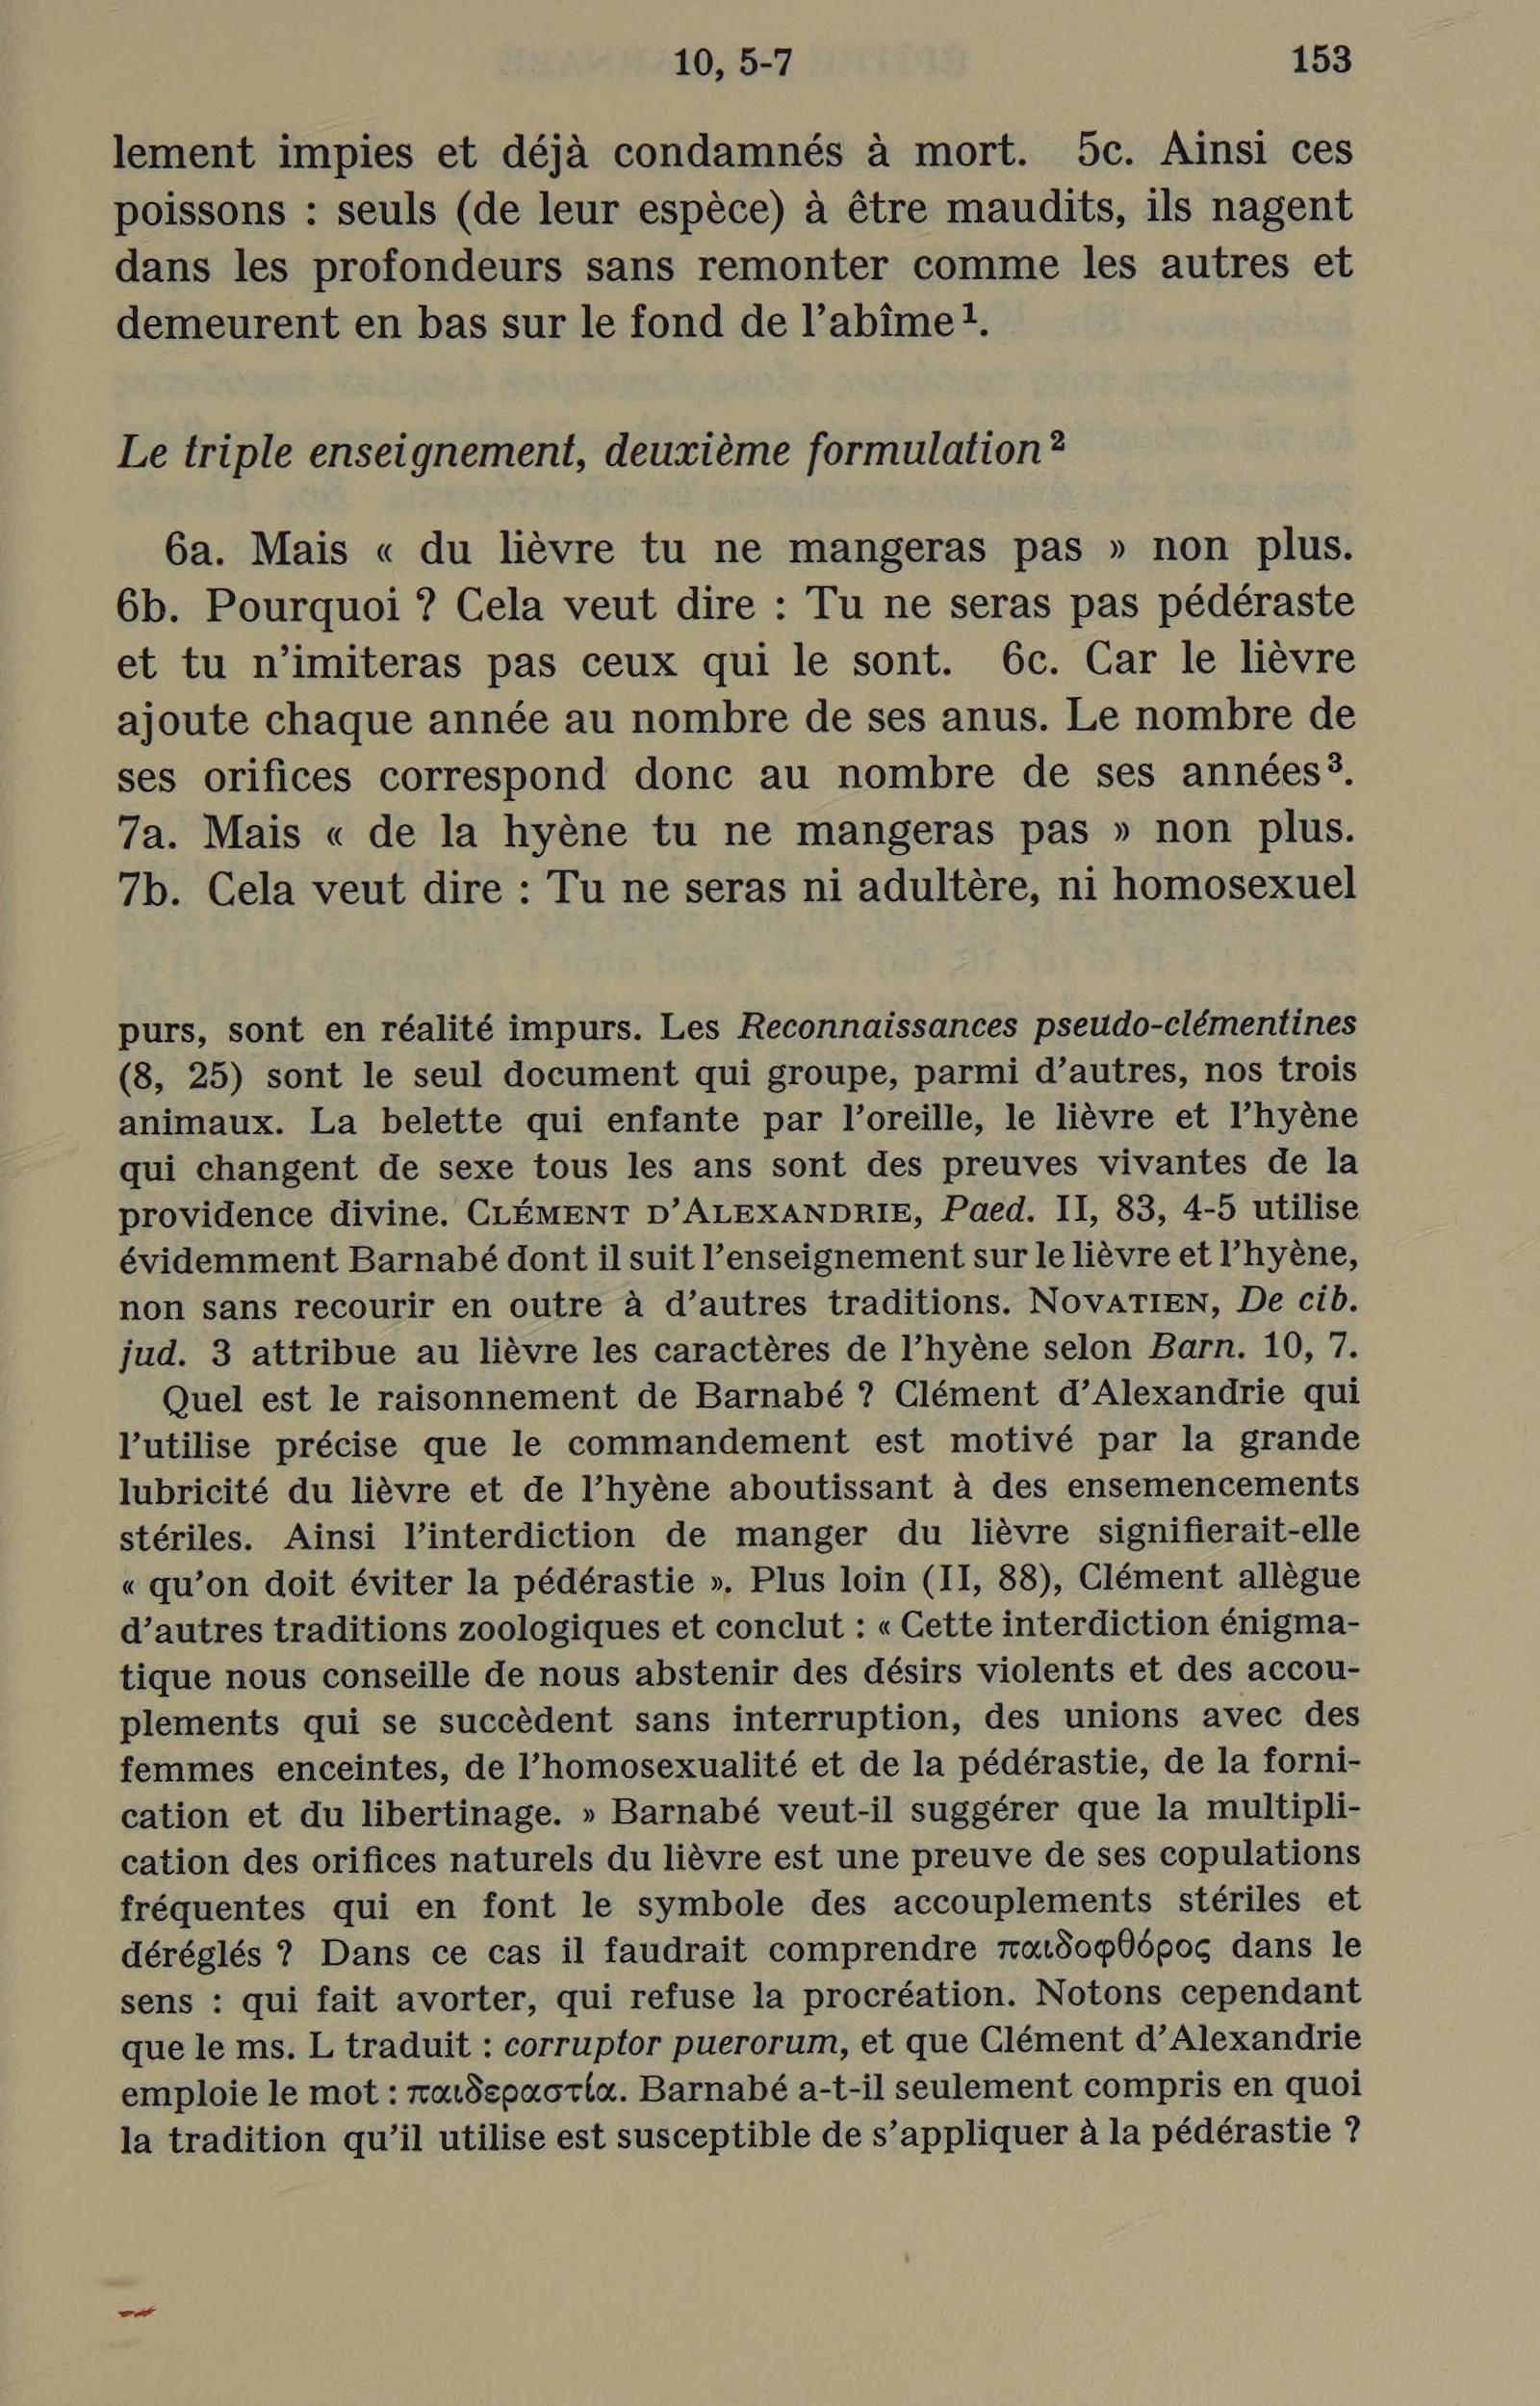 10, 5-7
153
lement impies et déjà condamnés à mort. 5c. Ainsi ces
poissons : seuls (de leur espèce) à être maudits, ils nagent
dans les profondeurs sans remonter comme les autres et
demeurent en bas sur le fond de l'abîme¹.
Le triple enseignement, deuxième formulation²
6a. Mais « du lièvre tu ne mangeras pas » non plus.
6b. Pourquoi ? Cela veut dire : Tu ne seras pas pédéraste
et tu n'imiteras pas ceux qui le sont. 6c. Car le lièvre
ajoute chaque année au nombre de ses anus. Le nombre de
ses orifices correspond donc au nombre de ses années³.
7a. Mais « de la hyène tu ne mangeras pas » non plus.
7b. Cela veut dire : Tu ne seras ni adultère, ni homosexuel
purs, sont en réalité impurs. Les Reconnaissances pseudo-clémentines
(8, 25) sont le seul document qui groupe, parmi d'autres, nos trois
animaux. La belette qui enfante par l'oreille, le lièvre et l'hyène
qui changent de sexe tous les ans sont des preuves vivantes de la
providence divine. CLÉMENT D'ALEXANDRIE, Paed. II, 83, 4-5 utilise
évidemment Barnabé dont il suit l'enseignement sur le lièvre et l'hyène,
non sans recourir en outre à d'autres traditions. NOVATIEN, De cib.
jud. 3 attribue au lièvre les caractères de l'hyène selon Barn. 10, 7.
Quel est le raisonnement de Barnabé ? Clément d'Alexandrie qui
l'utilise précise que le commandement est motivé par la grande
lubricité du lièvre et de l'hyène aboutissant à des ensemencements
stériles. Ainsi l'interdiction de manger du lièvre signifierait-elle
« qu'on doit éviter la pédérastie ». Plus loin (II, 88), Clément allègue
d'autres traditions zoologiques et conclut : « Cette interdiction énigma-
tique nous conseille de nous abstenir des désirs violents et des accou-
plements qui se succèdent sans interruption, des unions avec des
femmes enceintes, de l'homosexualité et de la pédérastie, de la forni-
cation et du libertinage. » Barnabé veut-il suggérer que la multipli-
cation des orifices naturels du lièvre est une preuve de ses copulations
fréquentes qui en font le symbole des accouplements stériles et
déréglés ? Dans ce cas il faudrait comprendre παιδοφθόρος dans le
sens : qui fait avorter, qui refuse la procréation. Notons cependant
que le ms. L traduit : corruptor puerorum, et que Clément d'Alexandrie
emploie le mot : παιδεραστία. Barnabé a-t-il seulement compris en quoi
la tradition qu'il utilise est susceptible de s'appliquer à la pédérastie ?